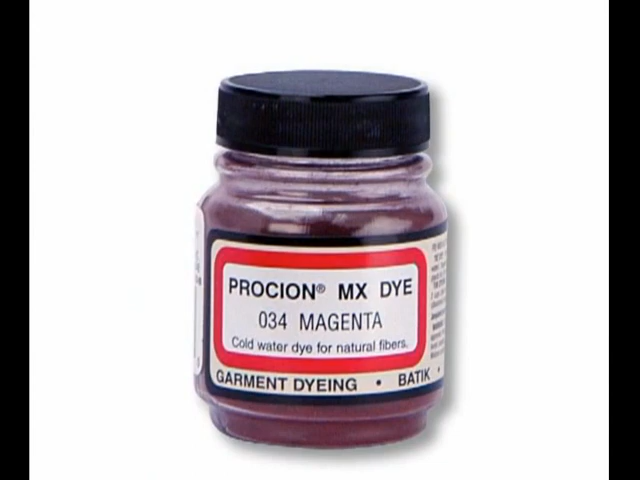 PROCION® MX DYE
034 MAGENTA
Cold water dye for natural fibers.
GARMENT DYEING • BATIK •